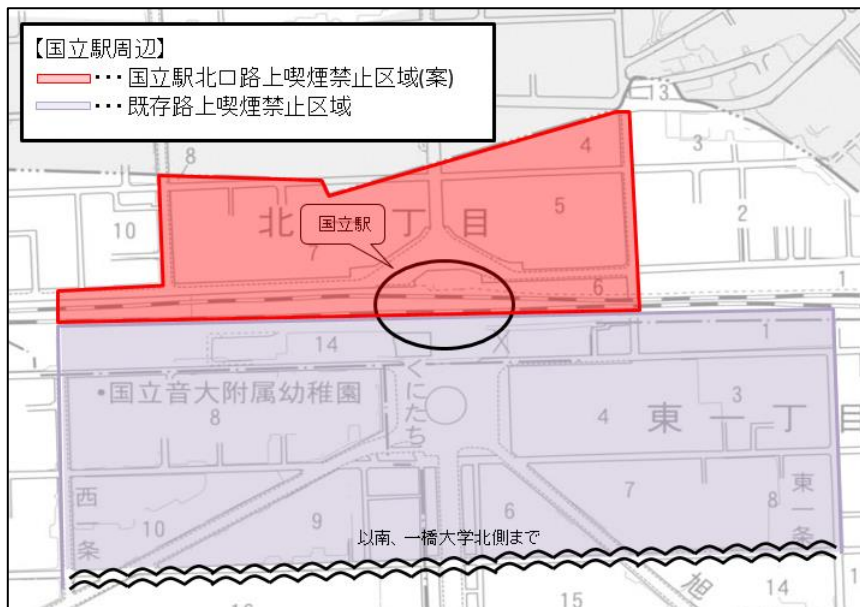 【国立駅周辺】
・・・国立駅北口路上喫煙禁止区域(案)
・・・既存路上喫煙禁止区域
13
8
4
3
10
北
丁目
5
2
7
国立駅
6
1
14
1
・国立音大附属幼稚園
8
くにたち
3
4
東一丁目
西一条
10
9
6
7
8
東一条
以南、一橋大学北側まで
旭
14
15